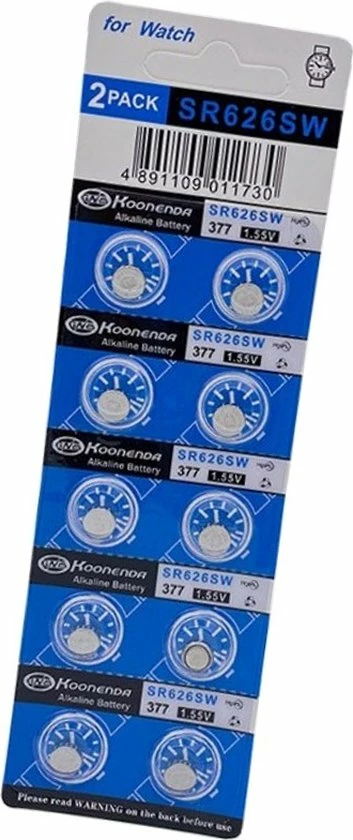 for Watch
2PACK SR626SW
4 891109 011730
KOONENDA SR626SW
Alkaline Battery 377 1.55V
KOONENDA SR626SW
Alkaline Battery 377 1.55V
KOONENDA SR626SW
Alkaline Battery 377 1.55V
KOONENDA SR626SW
Alkaline Battery 377 1.55V
KOONENDA SR626SW
Alkaline Battery 377 1.55V
Please read WARNING on the back before use